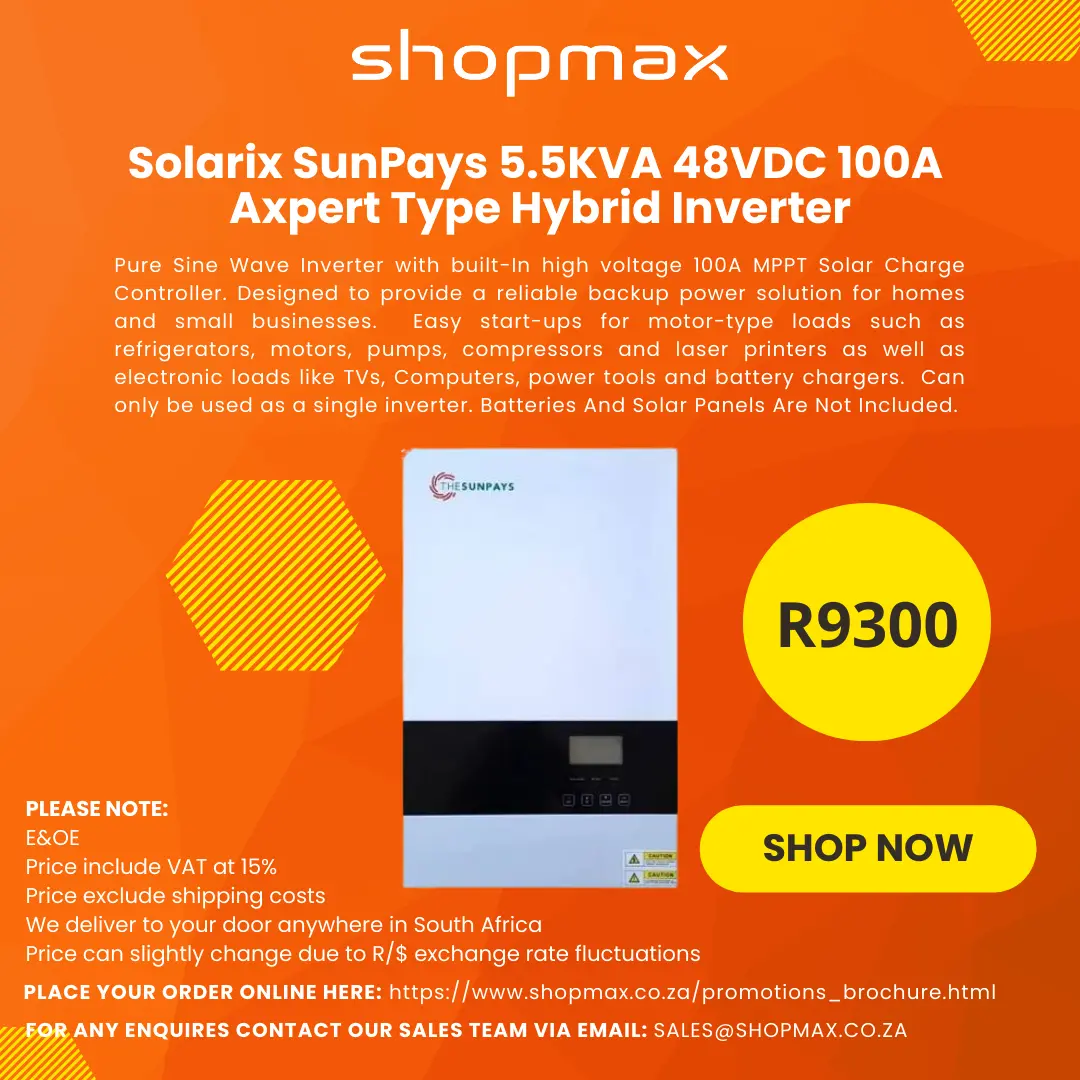 shopmax
Solarix SunPays 5.5KVA 48VDC 100A
Axpert Type Hybrid Inverter
Pure Sine Wave Inverter with built-In high voltage 100A MPPT Solar Charge
Controller. Designed to provide a reliable backup power solution for homes
and small businesses. Easy start-ups for motor-type loads such as
refrigerators, motors, pumps, compressors and laser printers as well as
electronic loads like TVs, Computers, power tools and battery chargers. Can
only be used as a single inverter. Batteries And Solar Panels Are Not Included.
THESUNPAYS
R9300
CAUTION
CAUTION
SHOP NOW
PLEASE NOTE:
E&OE
Price include VAT at 15%
Price exclude shipping costs
We deliver to your door anywhere in South Africa
Price can slightly change due to R/$ exchange rate fluctuations
PLACE YOUR ORDER ONLINE HERE: https://www.shopmax.co.za/promotions_brochure.html
FOR ANY ENQUIRES CONTACT OUR SALES TEAM VIA EMAIL: SALES@SHOPMAX.CO.ZA